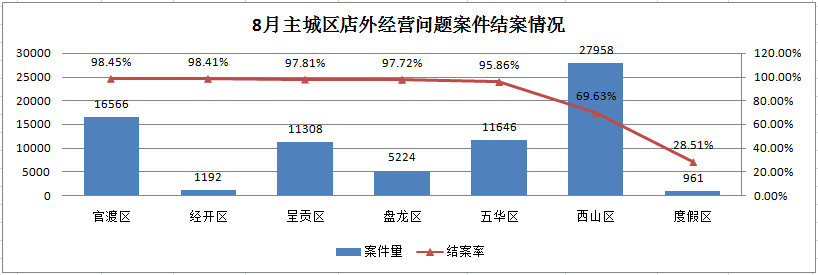 8月主城区店外经营问题案件结案情况
30000
25000
20000
15000
10000
5000
0
120.00%
100.00%
80.00%
60.00%
40.00%
20.00%
0.00%
98.45% 98.41% 97.81% 97.72% 95.86% 69.63% 28.51%
16566 1192 11308 5224 11646 27958 961
官渡区 经开区 呈贡区 盘龙区 五华区 西山区 度假区
案件量 结案率